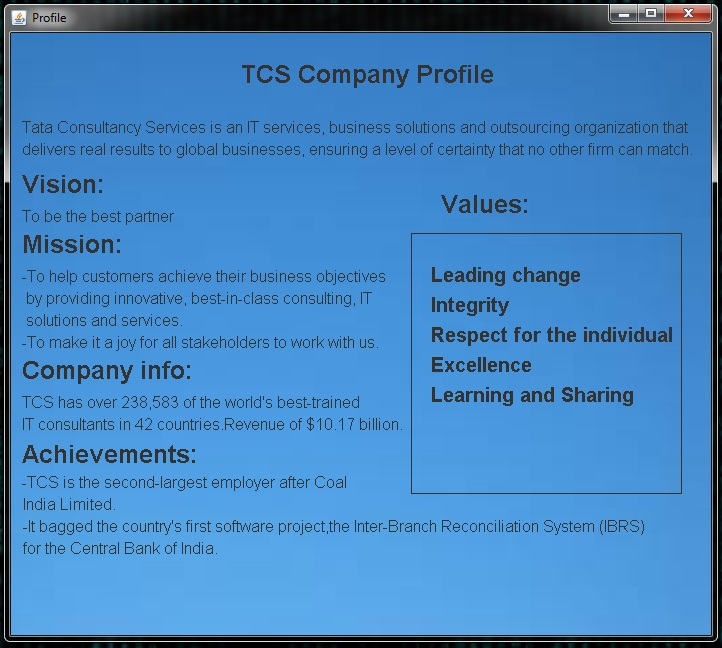 Profile
TCS Company Profile
Tata Consultancy Services is an IT services, business solutions and outsourcing organization that
delivers real results to global businesses, ensuring a level of certainty that no other firm can match.
Vision:
To be the best partner
Mission:
-To help customers achieve their business objectives
by providing innovative, best-in-class consulting, IT
solutions and services.
-To make it a joy for all stakeholders to work with us.
Company info:
TCS has over 238,583 of the world's best-trained
IT consultants in 42 countries.Revenue of $10.17 billion.
Achievements:
-TCS is the second-largest employer after Coal
India Limited.
-It bagged the country's first software project,the Inter-Branch Reconciliation System (IBRS)
for the Central Bank of India.
Values:
Leading change
Integrity
Respect for the individual
Excellence
Learning and Sharing